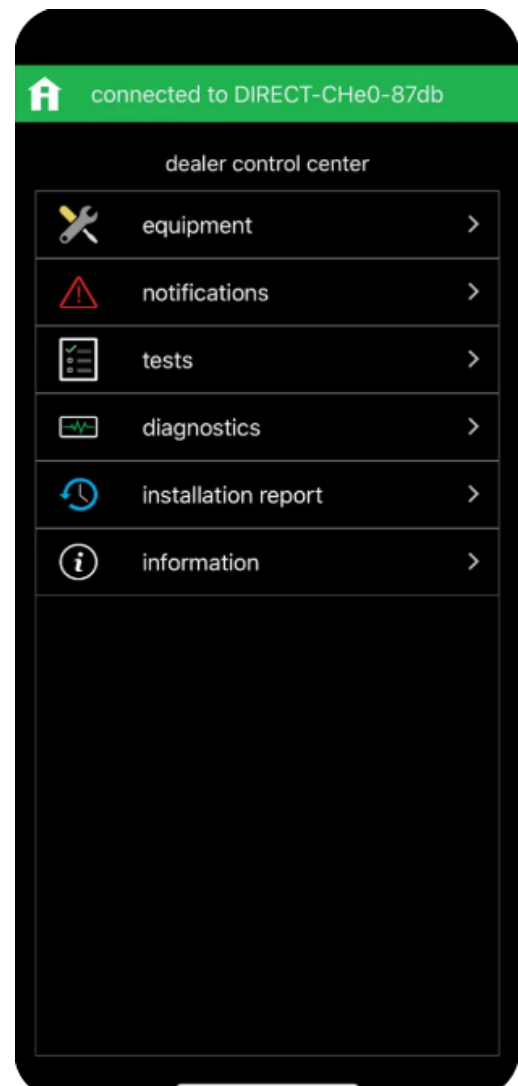 connected to DIRECT-CHe0-87db
dealer control center
equipment
notifications
tests
diagnostics
installation report
information